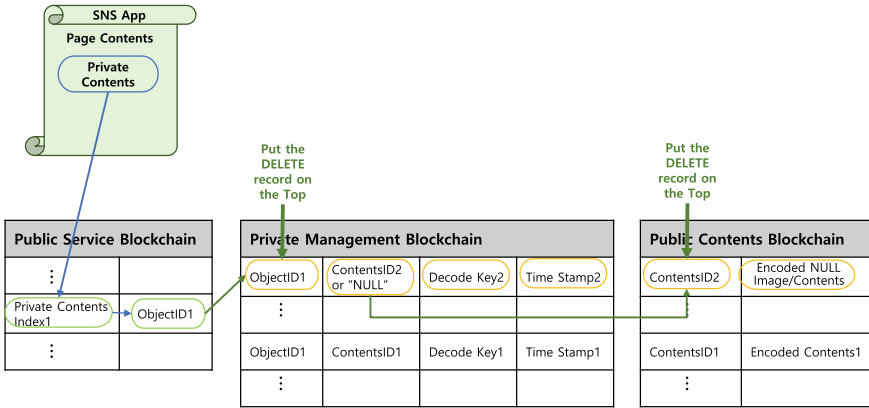 SNS App
Page Contents
Private
Contents
Put the
DELETE
record on
the Top
Put the
DELETE
record on
the Top
Public Service Blockchain
⋮
Private Contents
Index1
ObjectID1
⋮
Private Management Blockchain
ObjectID1
ContentsID2
or “NULL”
Decode Key2
Time Stamp2
⋮
ObjectID1
ContentsID1
Decode Key1
Time Stamp1
⋮
Public Contents Blockchain
ContentsID2
Encoded NULL
Image/Contents
⋮
ContentsID1
Encoded Contents1
⋮